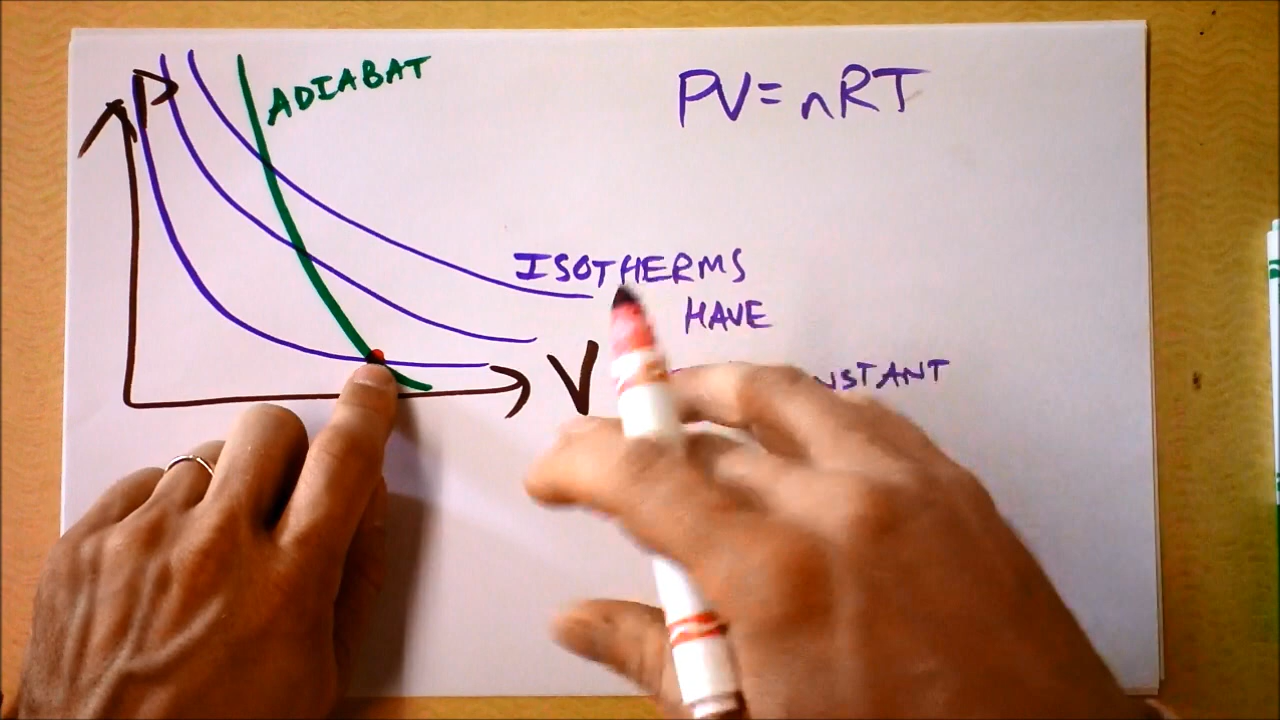 P
ADIABAT
PV=nRT
ISOTHERMS
HAVE
V